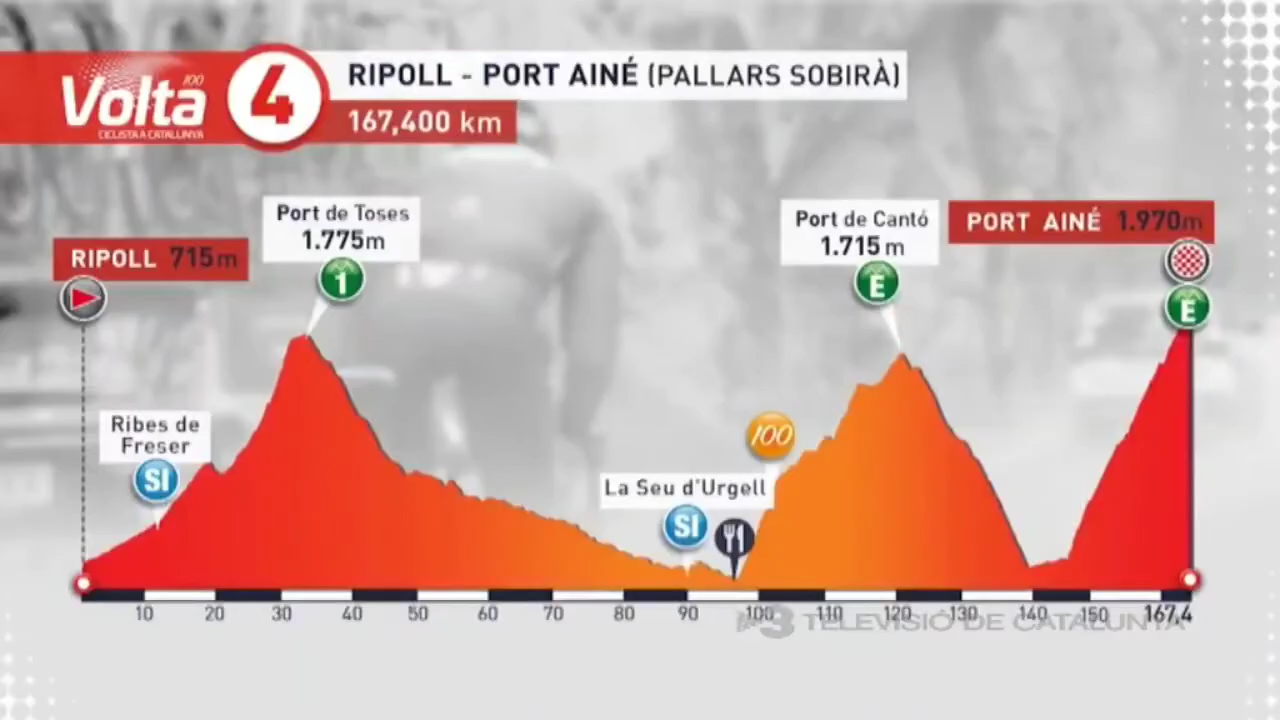 100
Volta
CICLISTA A CATALUNYA
4
RIPOLL - PORT AINÉ (PALLARS SOBIRÀ)
167,400 km
Port de Toses
1.775m
1
RIPOLL 715m
Port de Cantó
1.715 m
E
PORT AINÉ 1.970m
E
Ribes de
Freser
SI
100
La Seu d'Urgell
SI
10 20 30 40 50 60 70 80 90 100 110 120 130 140 150 167,4
3 TELEVISIÓ DE CATALUNYA